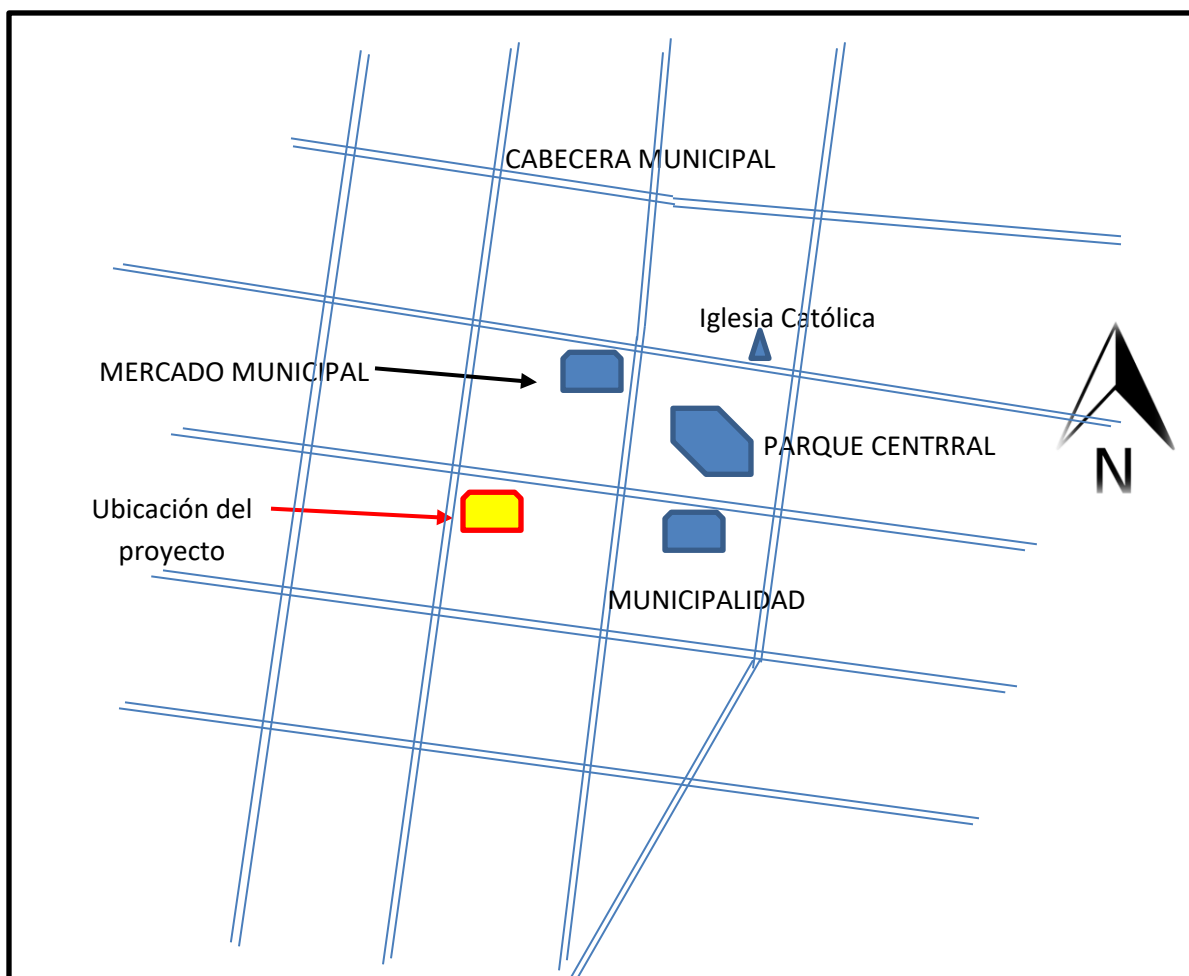 CABECERA MUNICIPAL
Iglesia Católica
MERCADO MUNICIPAL
PARQUE CENTRRAL
N
Ubicación del
proyecto
MUNICIPALIDAD